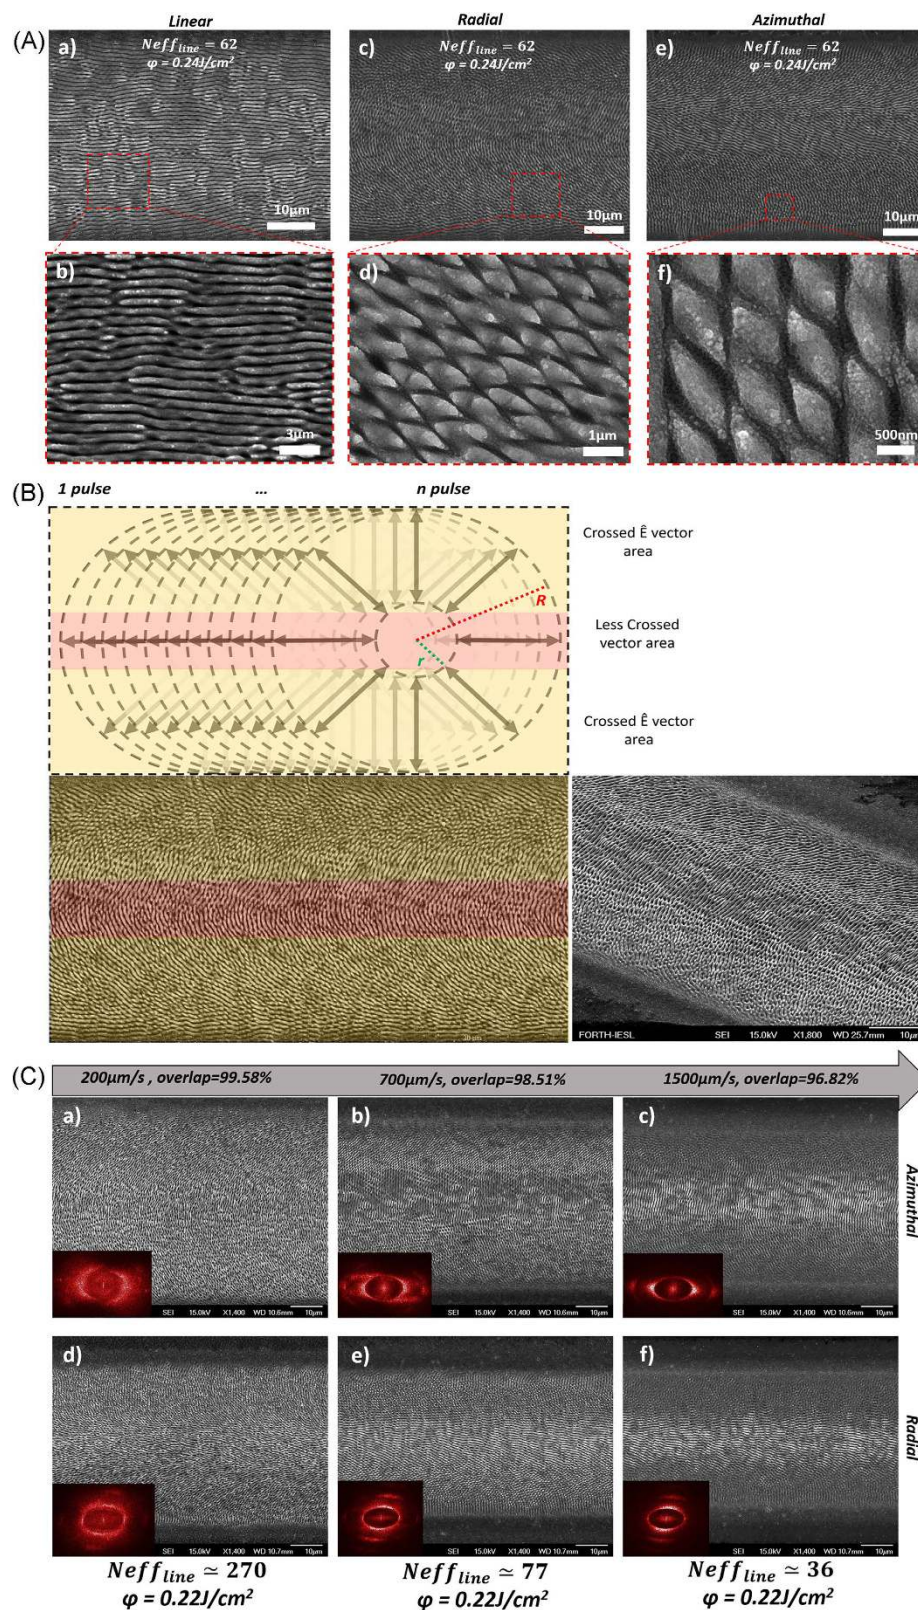 Linear
Radial
Azimuthal
(A)
a)
Neff_line = 62
φ = 0.24J/cm²
c)
Neff_line = 62
φ = 0.24J/cm²
e)
Neff_line = 62
φ = 0.24J/cm²
10μm
10μm
10μm
b)
d)
f)
3μm
1μm
500nm
(B)
1 pulse
...
n pulse
Crossed Ê vector
area
R
Less Crossed
vector area
r
Crossed Ê vector
area
FORTH-IESL SEI 15.0kV X1,800 WD 25.7mm 10μm
(C)
200μm/s , overlap=99.58%
700μm/s, overlap=98.51%
1500μm/s, overlap=96.82%
a)
b)
c)
Azimuthal
SEI 15.0kV X1,400 WD 10.6mm 10μm
SEI 15.0kV X1,400 WD 10.6mm 10μm
SEI 15.0kV X1,400 WD 10.6mm 10μm
d)
e)
f)
Radial
SEI 15.0kV X1,400 WD 10.7mm 10μm
SEI 15.0kV X1,400 WD 10.7mm 10μm
SEI 15.0kV X1,400 WD 10.7mm 10μm
Neff_line ≃ 270
φ = 0.22J/cm²
Neff_line ≃ 77
φ = 0.22J/cm²
Neff_line ≃ 36
φ = 0.22J/cm²